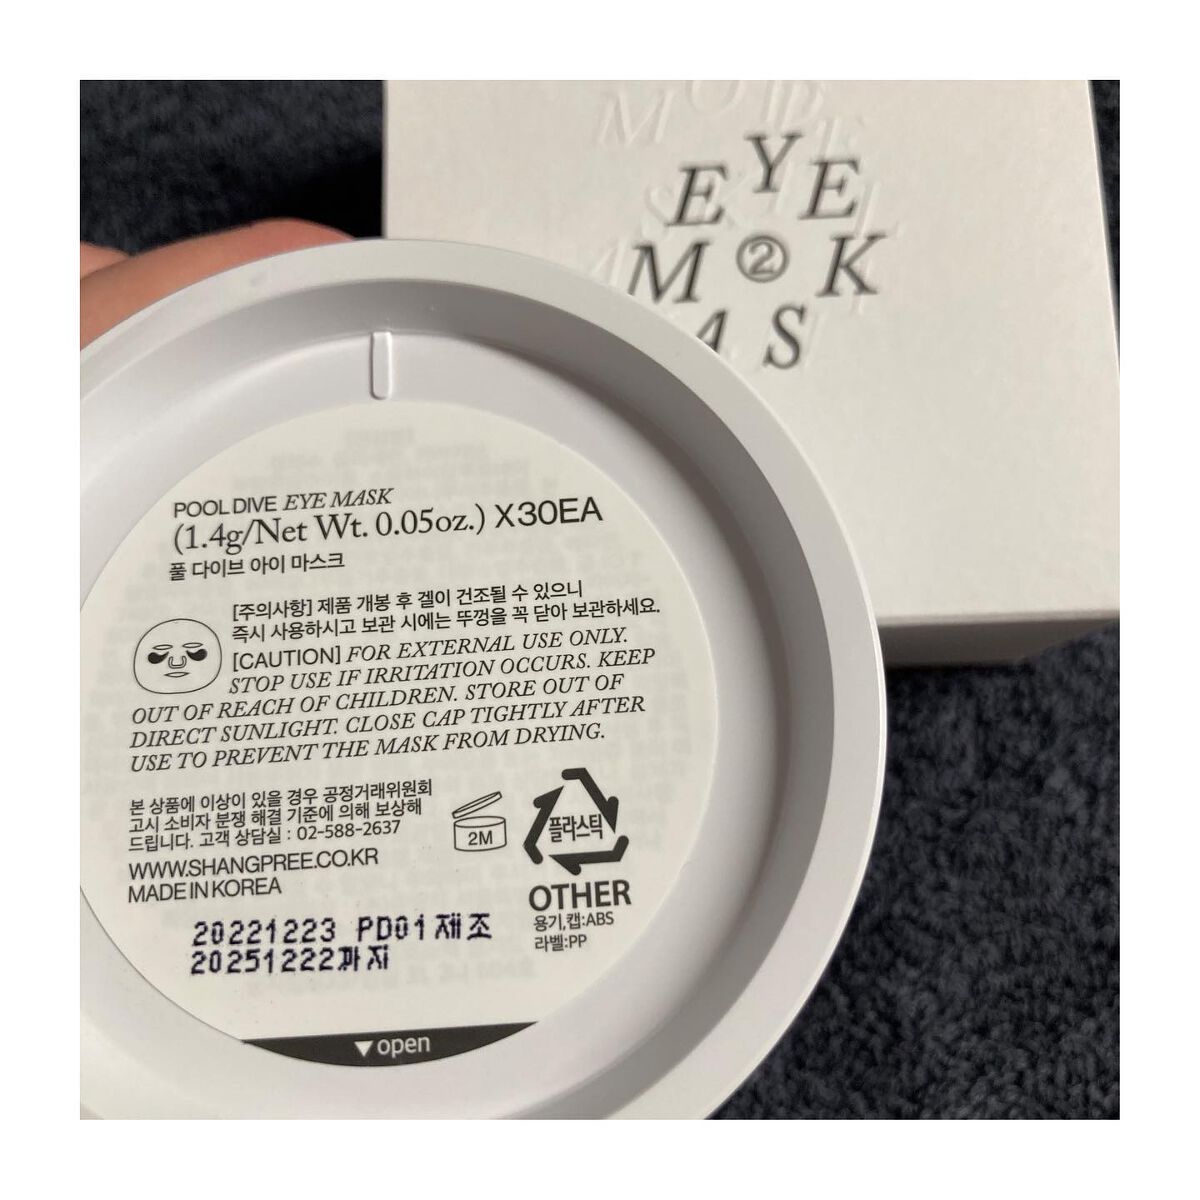 EYE
M②K
AS
POOL DIVE EYE MASK
(1.4g/Net Wt. 0.05oz.) X30EA
풀 다이브 아이 마스크
[주의사항] 제품 개봉 후 겔이 건조될 수 있으니
즉시 사용하시고 보관 시에는 뚜껑을 꼭 닫아 보관하세요.
[CAUTION] FOR EXTERNAL USE ONLY.
STOP USE IF IRRITATION OCCURS. KEEP
OUT OF REACH OF CHILDREN. STORE OUT OF
DIRECT SUNLIGHT. CLOSE CAP TIGHTLY AFTER
USE TO PREVENT THE MASK FROM DRYING.
본 상품에 이상이 있을 경우 공정거래위원회
고시 소비자 분쟁 해결 기준에 의해 보상해
드립니다. 고객 상담실 : 02-588-2637
WWW.SHANGPREE.CO.KR
MADE IN KOREA
2M
플라스틱
OTHER
용기,캡:ABS
라벨:PP
20221223 PD01제조
20251222까지
▼open